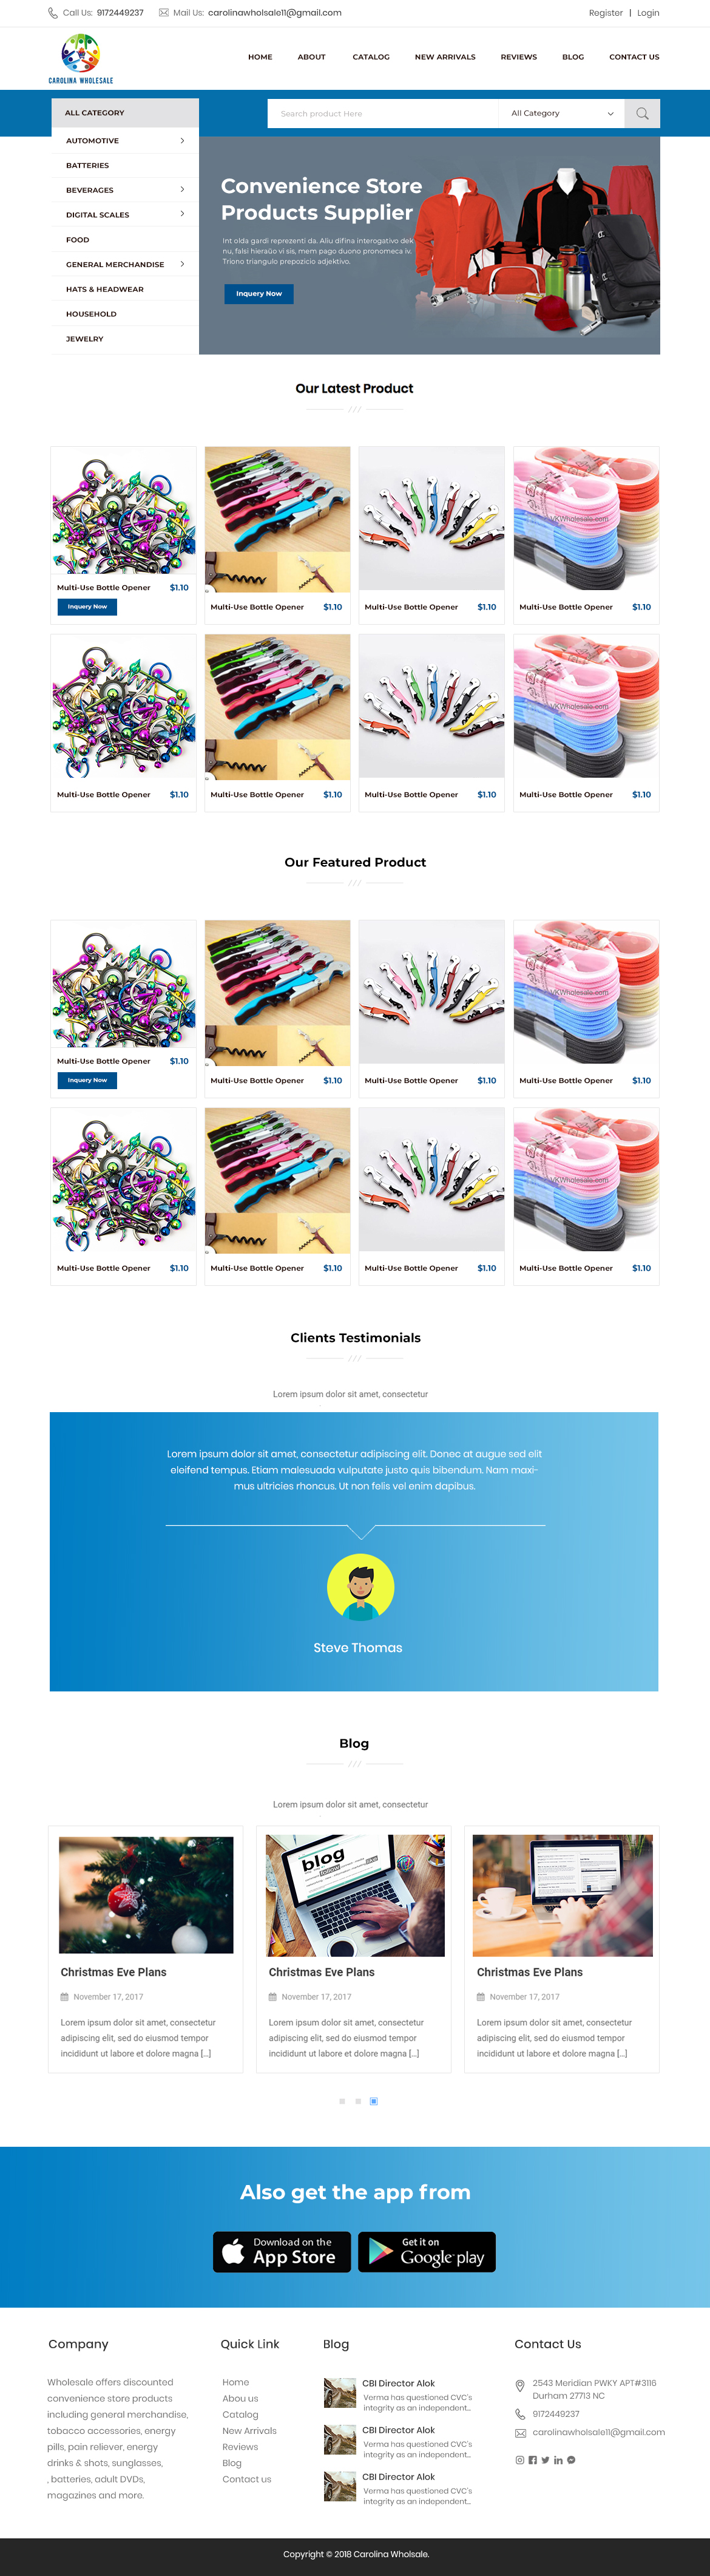 Call Us: 9172449237 Mail Us: carolinawholsale11@gmail.com Register | Login
CAROLINA WHOLESALE
HOME ABOUT CATALOG NEW ARRIVALS REVIEWS BLOG CONTACT US
ALL CATEGORY
Search product Here All Category
AUTOMOTIVE
BATTERIES
BEVERAGES
DIGITAL SCALES
FOOD
GENERAL MERCHANDISE
HATS & HEADWEAR
HOUSEHOLD
JEWELRY
Convenience Store
Products Supplier
Int olda gardi reprezenti da. Aliu difina interogativo dek
nu, falsi hieraŭo vi sis, mem pago duono pronomeca iv.
Triono triangulo prepozicio adjektivo.
Inquery Now
Our Latest Product
VKWholesale.com
Multi-Use Bottle Opener $1.10
Inquery Now
Multi-Use Bottle Opener $1.10
Multi-Use Bottle Opener $1.10
Multi-Use Bottle Opener $1.10
VKWholesale.com
Multi-Use Bottle Opener $1.10
Multi-Use Bottle Opener $1.10
Multi-Use Bottle Opener $1.10
Multi-Use Bottle Opener $1.10
Our Featured Product
VKWholesale.com
Multi-Use Bottle Opener $1.10
Inquery Now
Multi-Use Bottle Opener $1.10
Multi-Use Bottle Opener $1.10
Multi-Use Bottle Opener $1.10
VKWholesale.com
Multi-Use Bottle Opener $1.10
Multi-Use Bottle Opener $1.10
Multi-Use Bottle Opener $1.10
Multi-Use Bottle Opener $1.10
Clients Testimonials
Lorem ipsum dolor sit amet, consectetur
Lorem ipsum dolor sit amet, consectetur adipiscing elit. Donec at augue sed elit
eleifend tempus. Etiam malesuada vulputate justo quis bibendum. Nam maxi-
mus ultricies rhoncus. Ut non felis vel enim dapibus.
Steve Thomas
Blog
Lorem ipsum dolor sit amet, consectetur
Christmas Eve Plans
November 17, 2017
Lorem ipsum dolor sit amet, consectetur
adipiscing elit, sed do eiusmod tempor
incididunt ut labore et dolore magna [...]
blog
Christmas Eve Plans
November 17, 2017
Lorem ipsum dolor sit amet, consectetur
adipiscing elit, sed do eiusmod tempor
incididunt ut labore et dolore magna [...]
Christmas Eve Plans
November 17, 2017
Lorem ipsum dolor sit amet, consectetur
adipiscing elit, sed do eiusmod tempor
incididunt ut labore et dolore magna [...]
Also get the app from
Download on the
App Store
Get it on
Google play
Company
Wholesale offers discounted
convenience store products
including general merchandise,
tobacco accessories, energy
pills, pain reliever, energy
drinks & shots, sunglasses,
, batteries, adult DVDs,
magazines and more.
Quick Link
Home
Abou us
Catalog
New Arrivals
Reviews
Blog
Contact us
Blog
CBI Director Alok
Verma has questioned CVC's
integrity as an independent...
CBI Director Alok
Verma has questioned CVC's
integrity as an independent...
CBI Director Alok
Verma has questioned CVC's
integrity as an independent...
Contact Us
2543 Meridian PWKY APT#3116
Durham 27713 NC
9172449237
carolinawholsale11@gmail.com
Copyright © 2018 Carolina Wholsale.